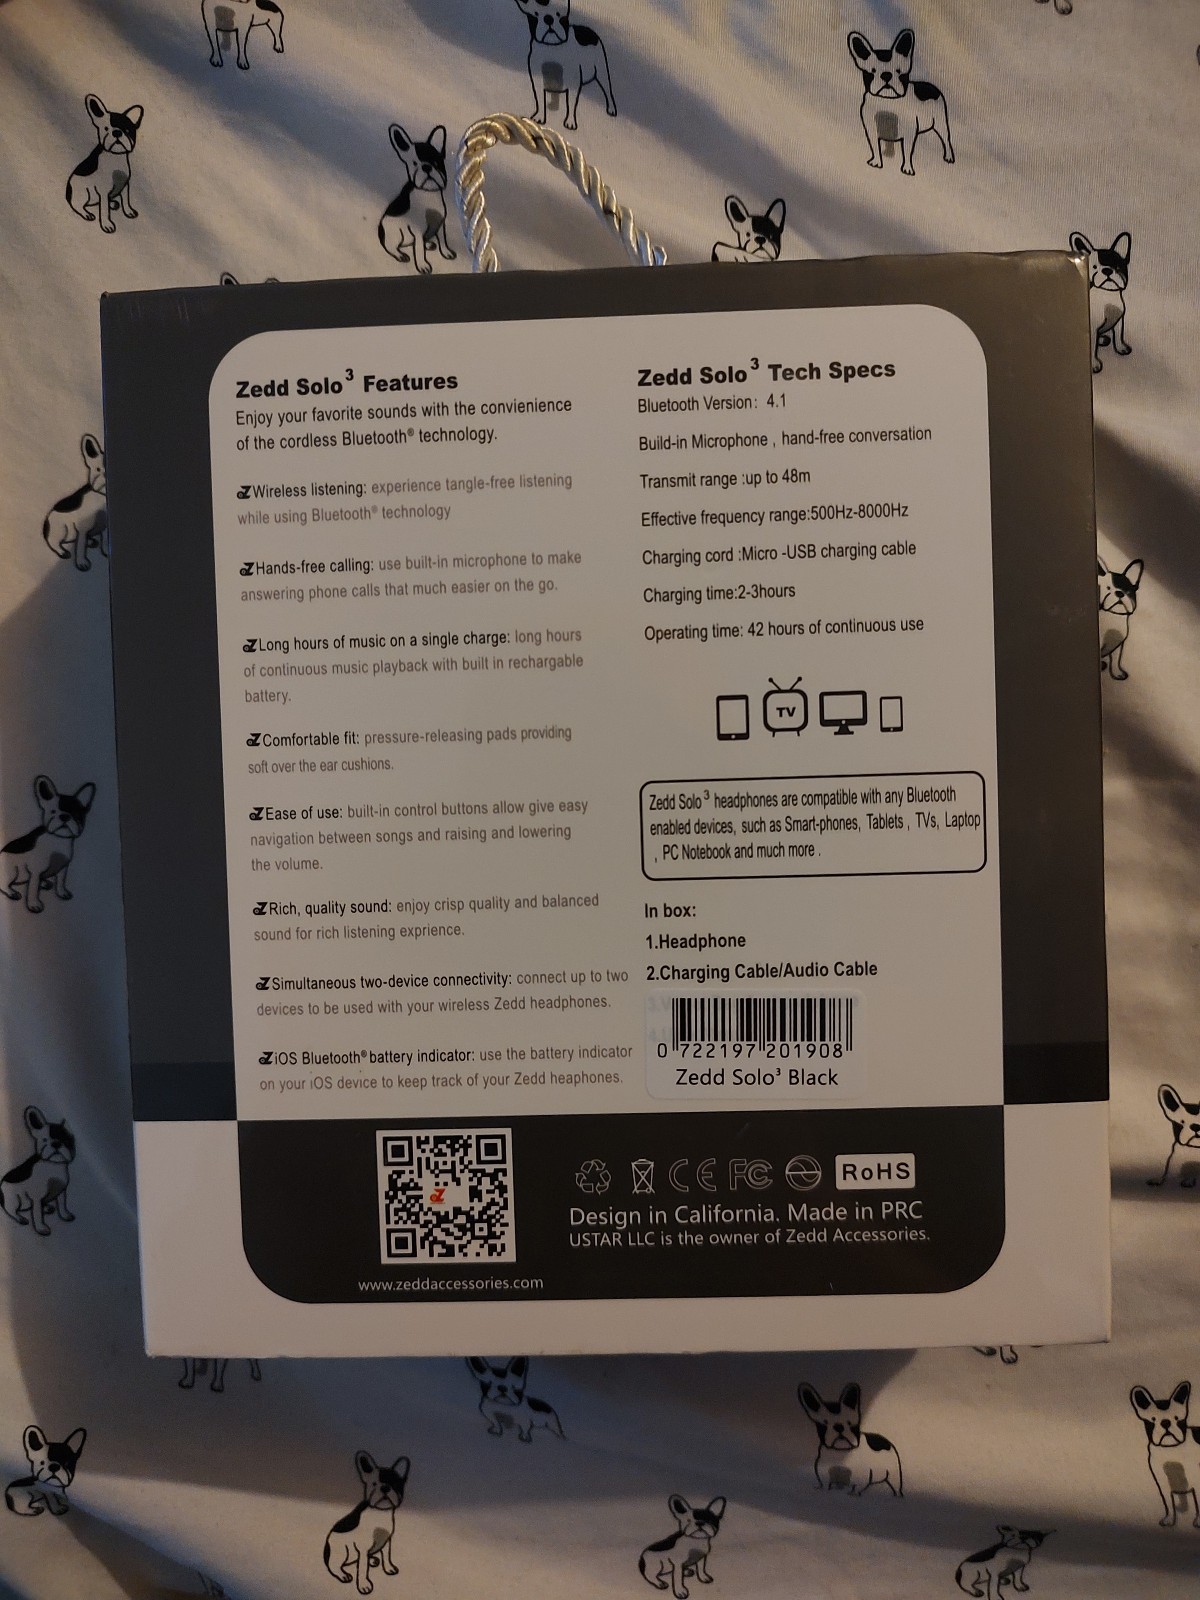 Zedd Solo³ Features
Enjoy your favorite sounds with the convienience
of the cordless Bluetooth® technology.
Wireless listening: experience tangle-free listening
while using Bluetooth® technology
Hands-free calling: use built-in microphone to make
answering phone calls that much easier on the go.
Long hours of music on a single charge: long hours
of continuous music playback with built in rechargable
battery.
Comfortable fit: pressure-releasing pads providing
soft over the ear cushions.
Ease of use: built-in control buttons allow give easy
navigation between songs and raising and lowering
the volume.
Rich, quality sound: enjoy crisp quality and balanced
sound for rich listening exprience.
Simultaneous two-device connectivity: connect up to two
devices to be used with your wireless Zedd headphones.
iOS Bluetooth® battery indicator: use the battery indicator
on your iOS device to keep track of your Zedd heaphones.
Zedd Solo³ Tech Specs
Bluetooth Version: 4.1
Build-in Microphone , hand-free conversation
Transmit range :up to 48m
Effective frequency range:500Hz-8000Hz
Charging cord :Micro -USB charging cable
Charging time:2-3hours
Operating time: 42 hours of continuous use
TV
Zedd Solo³ headphones are compatible with any Bluetooth
enabled devices, such as Smart-phones, Tablets , TVs, Laptop
, PC Notebook and much more .
In box:
1.Headphone
2.Charging Cable/Audio Cable
0 722197 201908
Zedd Solo³ Black
www.zeddaccessories.com
CE FC RoHS
Design in California. Made in PRC
USTAR LLC is the owner of Zedd Accessories.